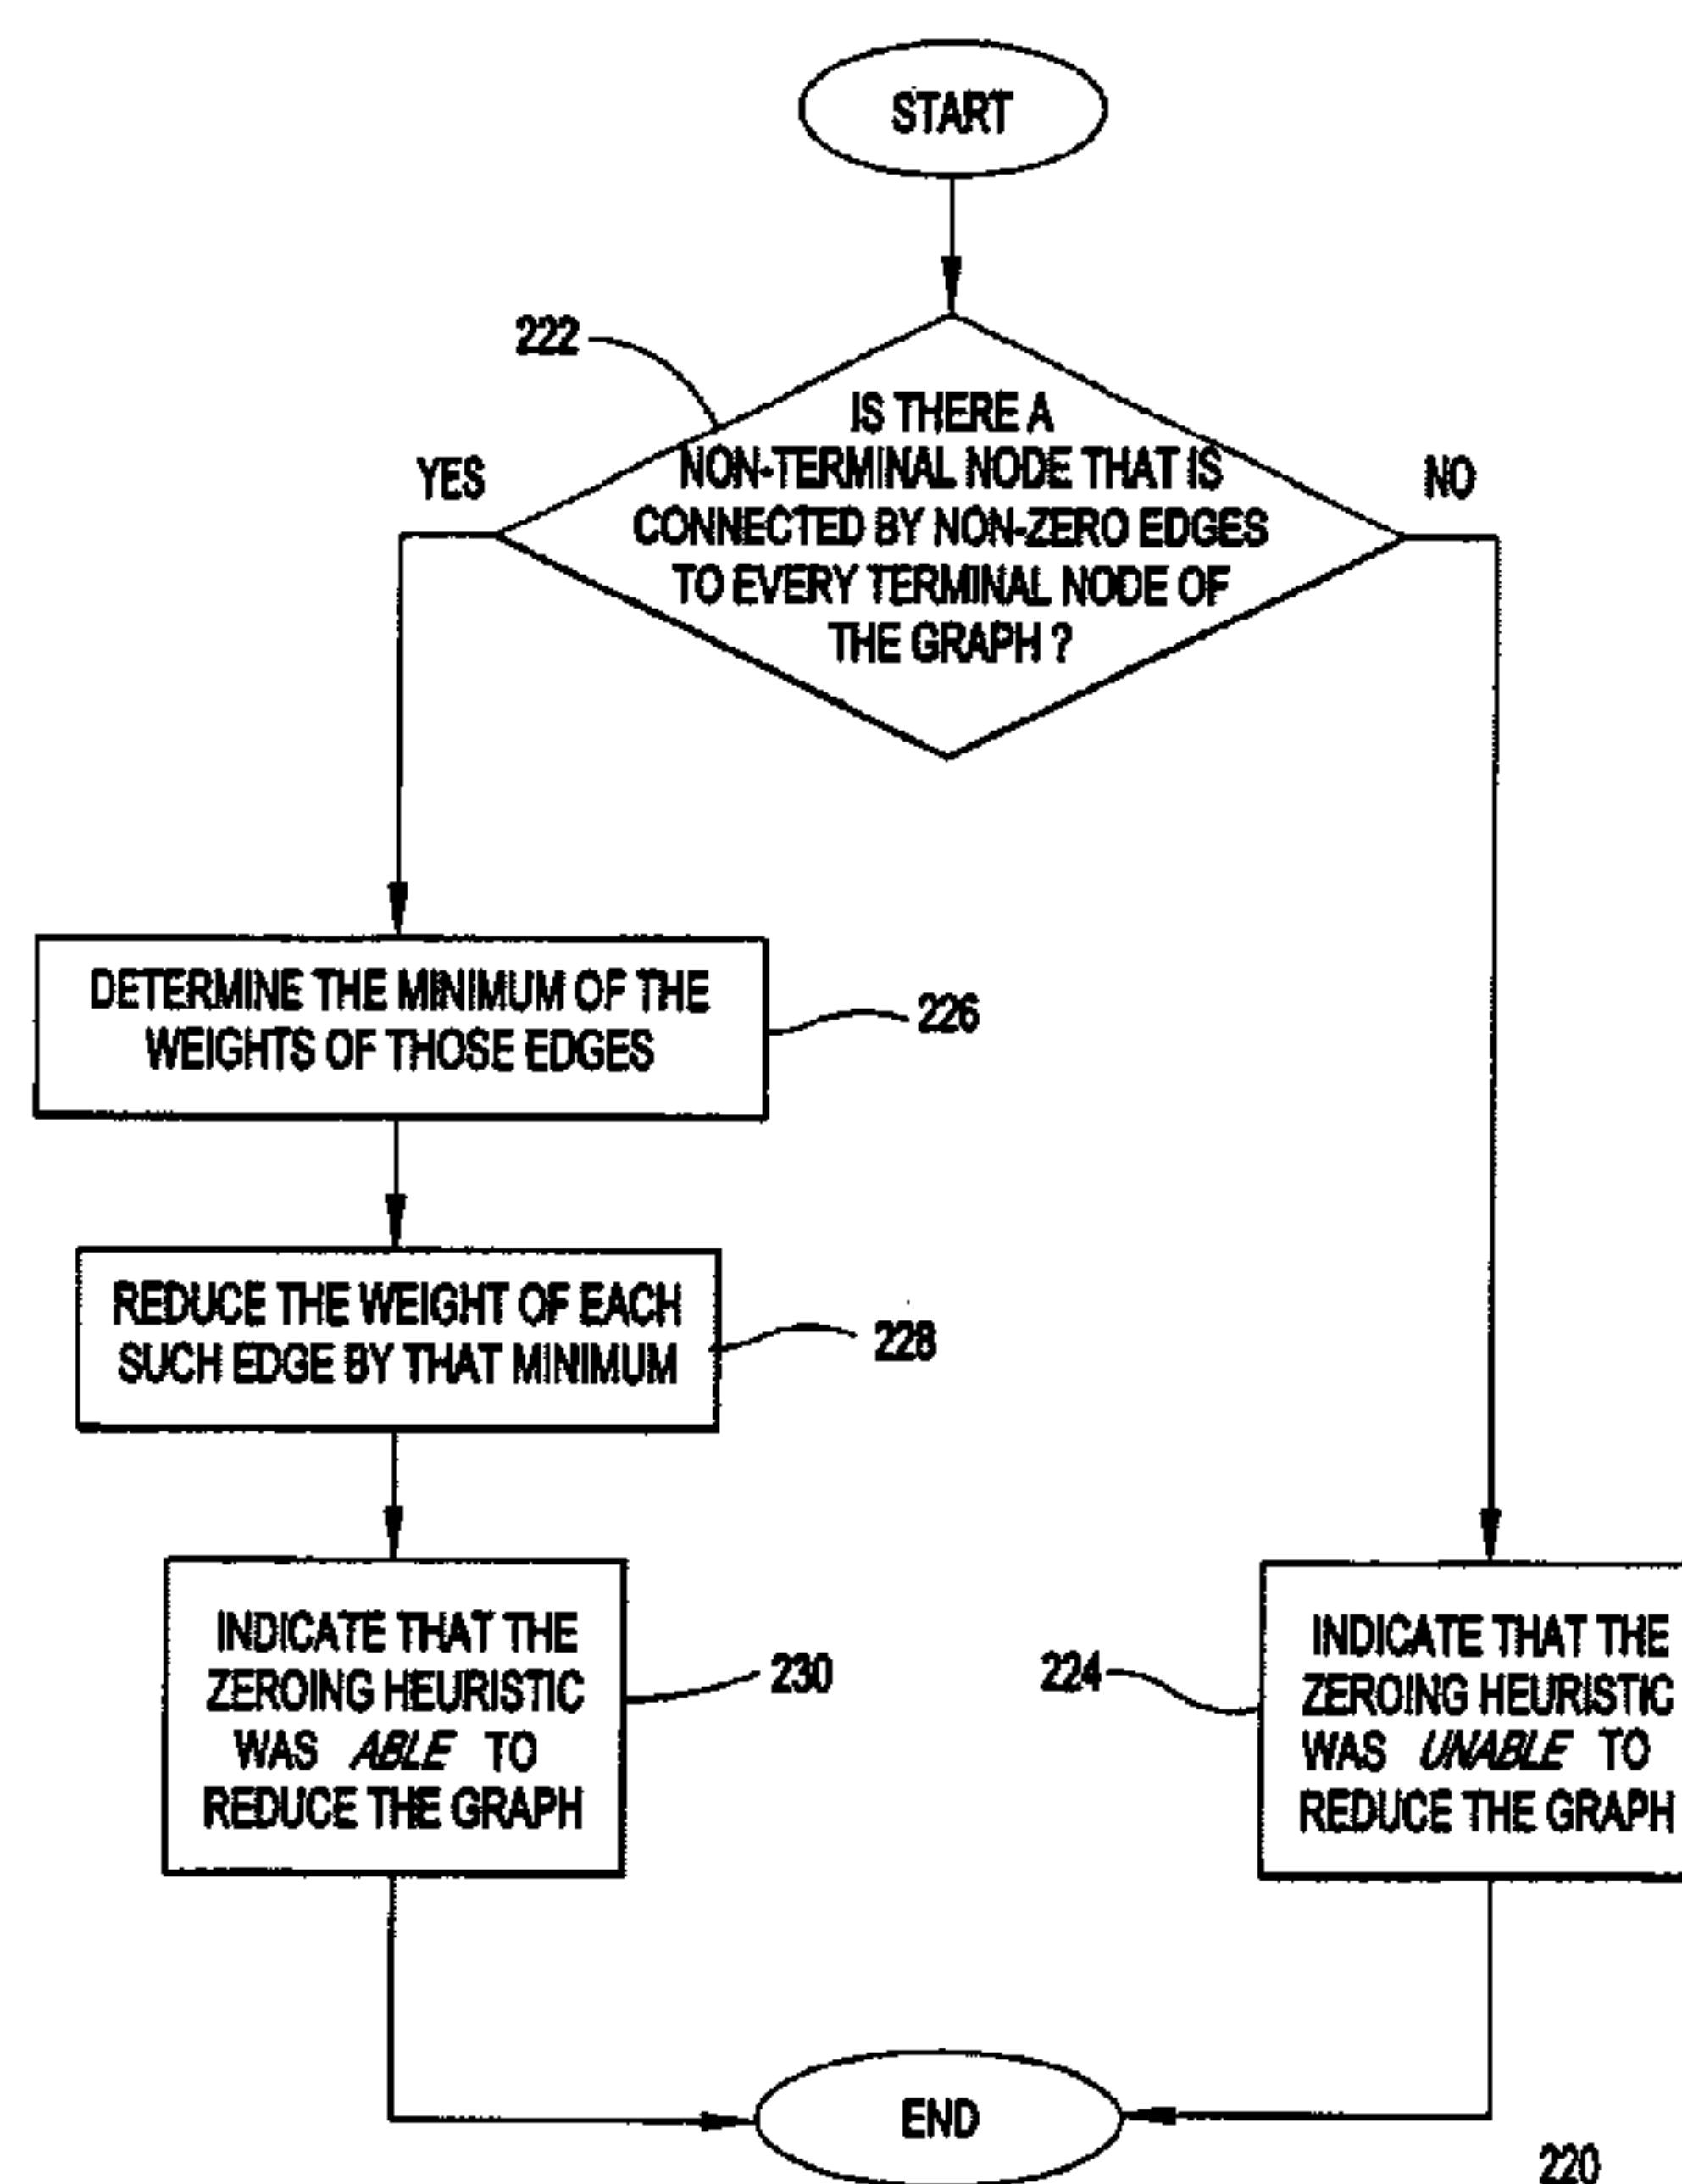 START
222
IS THERE A
NON-TERMINAL NODE THAT IS
CONNECTED BY NON-ZERO EDGES
TO EVERY TERMINAL NODE OF
THE GRAPH ?
YES
NO
DETERMINE THE MINIMUM OF THE
WEIGHTS OF THOSE EDGES
226
REDUCE THE WEIGHT OF EACH
SUCH EDGE BY THAT MINIMUM
228
INDICATE THAT THE
ZEROING HEURISTIC
WAS ABLE TO
REDUCE THE GRAPH
230
224
INDICATE THAT THE
ZEROING HEURISTIC
WAS UNABLE TO
REDUCE THE GRAPH
END
220